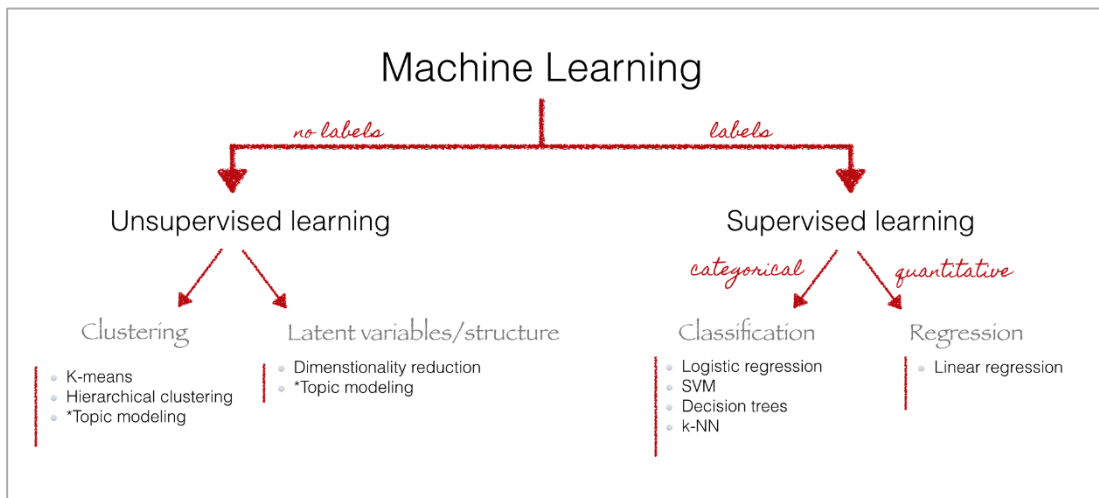 Machine Learning
no labels
labels
Unsupervised learning
Supervised learning
categorical
quantitative
Clustering
K-means
Hierarchical clustering
*Topic modeling
Latent variables/structure
Dimenstionality reduction
*Topic modeling
Classification
Logistic regression
SVM
Decision trees
k-NN
Regression
Linear regression